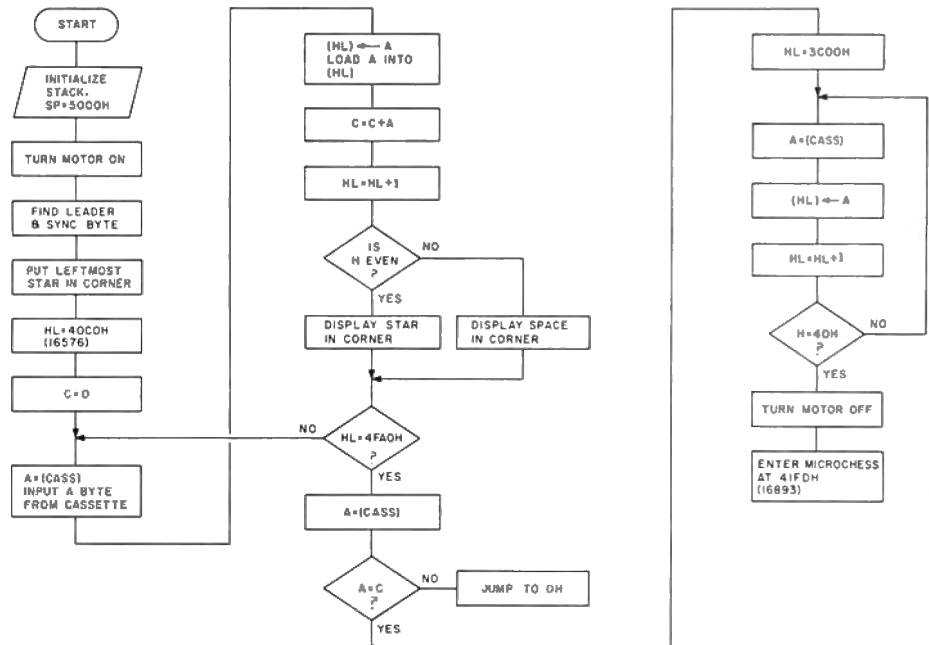 START
INITIALIZE
STACK.
SP=5000H
TURN MOTOR ON
FIND LEADER
& SYNC BYTE
PUT LEFTMOST
STAR IN CORNER
HL=40C0H
(16576)
C=0
A=(CASS)
INPUT A BYTE
FROM CASSETTE
(HL) ← A
LOAD A INTO
(HL)
C=C+A
HL=HL+1
IS
H EVEN
?
NO
YES
DISPLAY STAR
IN CORNER
DISPLAY SPACE
IN CORNER
HL=4FA0H
?
NO
YES
A=(CASS)
A=C
?
NO
JUMP TO 0H
YES
HL=3C00H
A=(CASS)
(HL) ← A
HL=HL+1
H=40H
?
NO
YES
TURN MOTOR OFF
ENTER MICROCHESS
AT 41FDH
(16893)